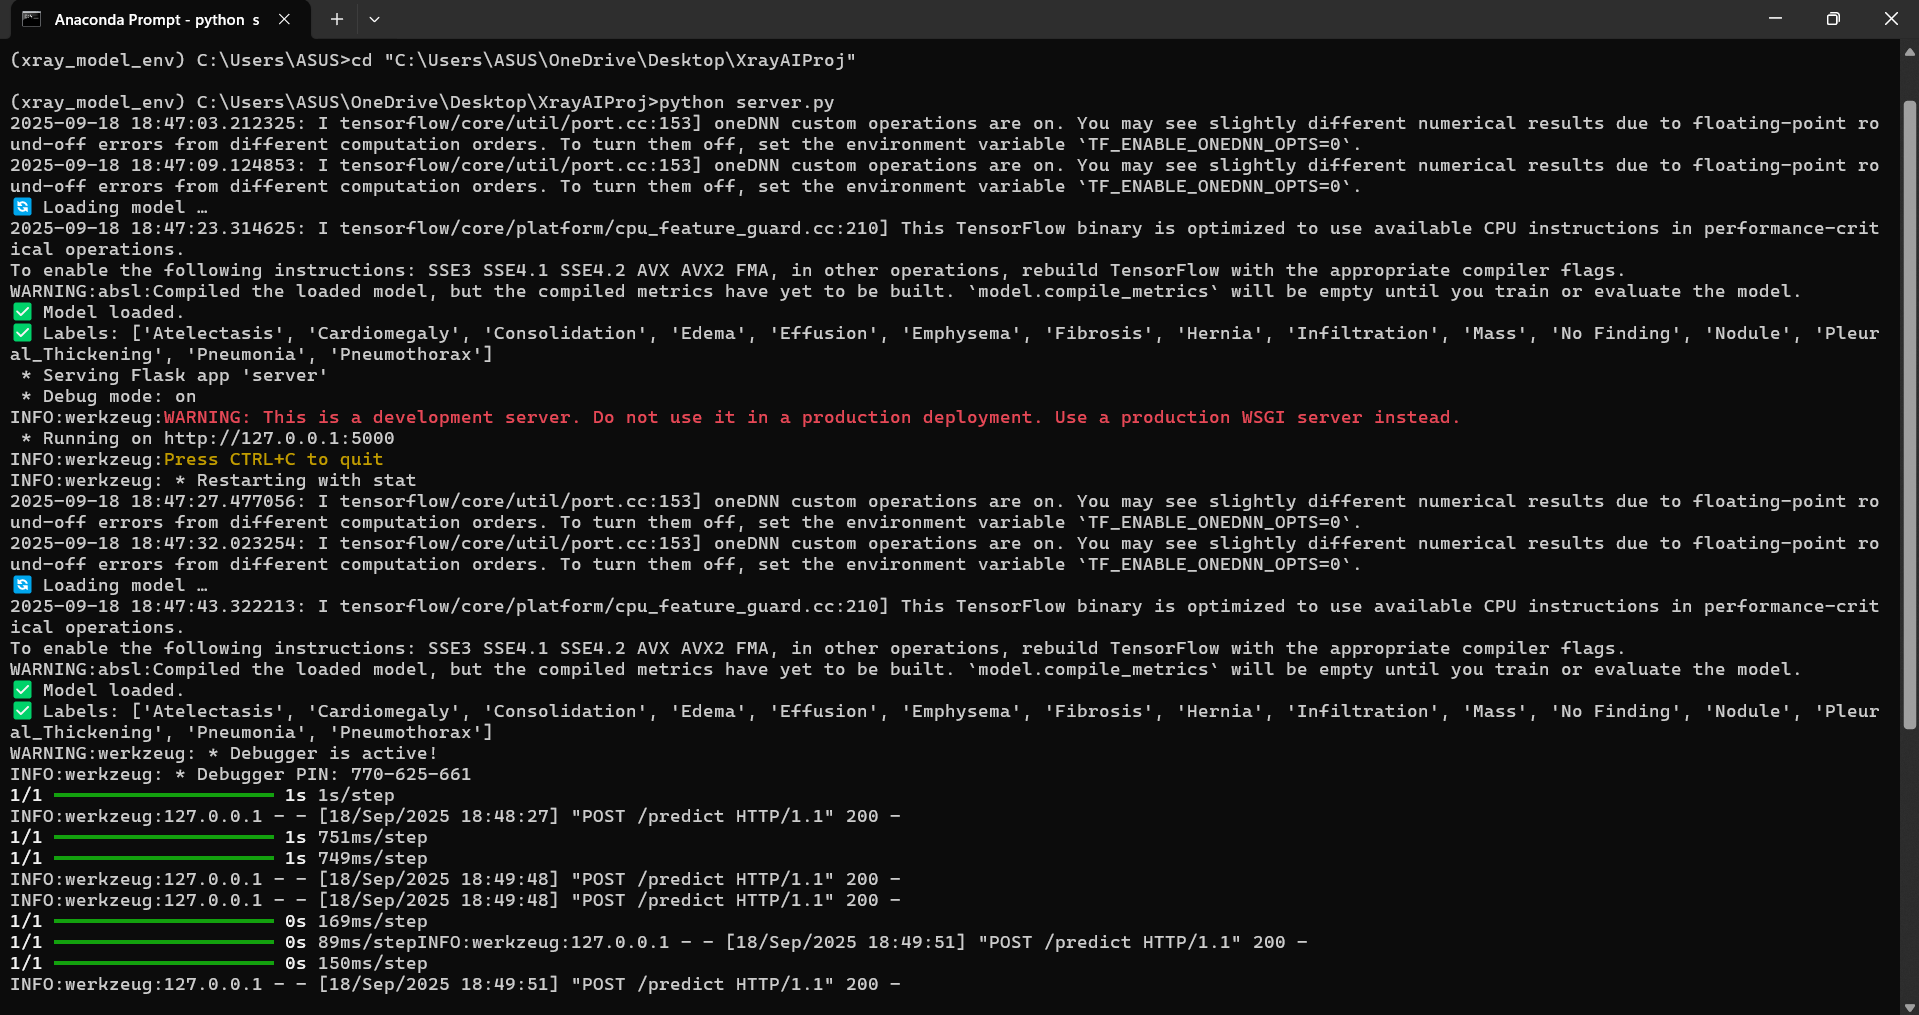 Anaconda Prompt - python  s
(xray_model_env) C:\Users\ASUS>cd "C:\Users\ASUS\OneDrive\Desktop\XrayAIProj"
(xray_model_env) C:\Users\ASUS\OneDrive\Desktop\XrayAIProj>python server.py
2025-09-18 18:47:03.212325: I tensorflow/core/util/port.cc:153] oneDNN custom operations are on. You may see slightly different numerical results due to floating-point ro
und-off errors from different computation orders. To turn them off, set the environment variable `TF_ENABLE_ONEDNN_OPTS=0`.
2025-09-18 18:47:09.124853: I tensorflow/core/util/port.cc:153] oneDNN custom operations are on. You may see slightly different numerical results due to floating-point ro
und-off errors from different computation orders. To turn them off, set the environment variable `TF_ENABLE_ONEDNN_OPTS=0`.
🔄 Loading model …
2025-09-18 18:47:23.314625: I tensorflow/core/platform/cpu_feature_guard.cc:210] This TensorFlow binary is optimized to use available CPU instructions in performance-crit
ical operations.
To enable the following instructions: SSE3 SSE4.1 SSE4.2 AVX AVX2 FMA, in other operations, rebuild TensorFlow with the appropriate compiler flags.
WARNING:absl:Compiled the loaded model, but the compiled metrics have yet to be built. `model.compile_metrics` will be empty until you train or evaluate the model.
✅ Model loaded.
✅ Labels: ['Atelectasis', 'Cardiomegaly', 'Consolidation', 'Edema', 'Effusion', 'Emphysema', 'Fibrosis', 'Hernia', 'Infiltration', 'Mass', 'No Finding', 'Nodule', 'Pleur
al_Thickening', 'Pneumonia', 'Pneumothorax']
 * Serving Flask app 'server'
 * Debug mode: on
INFO:werkzeug:WARNING: This is a development server. Do not use it in a production deployment. Use a production WSGI server instead.
 * Running on http://127.0.0.1:5000
INFO:werkzeug:Press CTRL+C to quit
INFO:werkzeug: * Restarting with stat
2025-09-18 18:47:27.477056: I tensorflow/core/util/port.cc:153] oneDNN custom operations are on. You may see slightly different numerical results due to floating-point ro
und-off errors from different computation orders. To turn them off, set the environment variable `TF_ENABLE_ONEDNN_OPTS=0`.
2025-09-18 18:47:32.023254: I tensorflow/core/util/port.cc:153] oneDNN custom operations are on. You may see slightly different numerical results due to floating-point ro
und-off errors from different computation orders. To turn them off, set the environment variable `TF_ENABLE_ONEDNN_OPTS=0`.
🔄 Loading model …
2025-09-18 18:47:43.322213: I tensorflow/core/platform/cpu_feature_guard.cc:210] This TensorFlow binary is optimized to use available CPU instructions in performance-crit
ical operations.
To enable the following instructions: SSE3 SSE4.1 SSE4.2 AVX AVX2 FMA, in other operations, rebuild TensorFlow with the appropriate compiler flags.
WARNING:absl:Compiled the loaded model, but the compiled metrics have yet to be built. `model.compile_metrics` will be empty until you train or evaluate the model.
✅ Model loaded.
✅ Labels: ['Atelectasis', 'Cardiomegaly', 'Consolidation', 'Edema', 'Effusion', 'Emphysema', 'Fibrosis', 'Hernia', 'Infiltration', 'Mass', 'No Finding', 'Nodule', 'Pleur
al_Thickening', 'Pneumonia', 'Pneumothorax']
WARNING:werkzeug: * Debugger is active!
INFO:werkzeug: * Debugger PIN: 770-625-661
1/1 ━━━━━━━━━━━━━━━━━━━━ 1s 1s/step
INFO:werkzeug:127.0.0.1 - - [18/Sep/2025 18:48:27] "POST /predict HTTP/1.1" 200 -
1/1 ━━━━━━━━━━━━━━━━━━━━ 1s 751ms/step
1/1 ━━━━━━━━━━━━━━━━━━━━ 1s 749ms/step
INFO:werkzeug:127.0.0.1 - - [18/Sep/2025 18:49:48] "POST /predict HTTP/1.1" 200 -
INFO:werkzeug:127.0.0.1 - - [18/Sep/2025 18:49:48] "POST /predict HTTP/1.1" 200 -
1/1 ━━━━━━━━━━━━━━━━━━━━ 0s 169ms/step
1/1 ━━━━━━━━━━━━━━━━━━━━ 0s 89ms/stepINFO:werkzeug:127.0.0.1 - - [18/Sep/2025 18:49:51] "POST /predict HTTP/1.1" 200 -
1/1 ━━━━━━━━━━━━━━━━━━━━ 0s 150ms/step
INFO:werkzeug:127.0.0.1 - - [18/Sep/2025 18:49:51] "POST /predict HTTP/1.1" 200 -